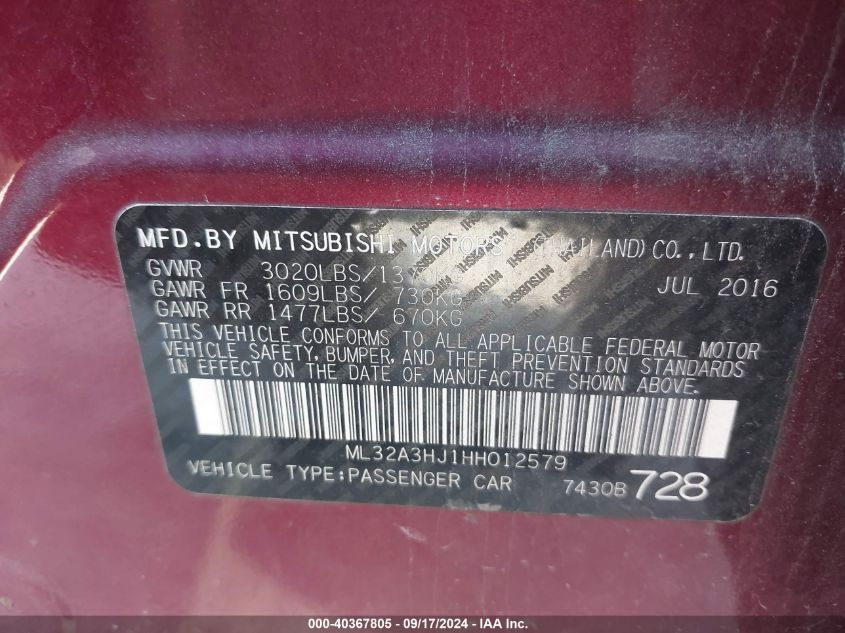 MFD.BY MITSUBISHI MOTORS (THAILAND)CO.,LTD.
GVWR 3020LBS/137 KG JUL 2016
GAWR FR 1609LBS/ 730KG
GAWR RR 1477LBS/ 670KG
THIS VEHICLE CONFORMS TO ALL APPLICABLE FEDERAL MOTOR
VEHICLE SAFETY, BUMPER, AND THEFT PREVENTION STANDARDS
IN EFFECT ON THE DATE OF MANUFACTURE SHOWN ABOVE.
ML32A3HJ1HH012579
VEHICLE TYPE:PASSENGER CAR 7430B 728
000-40367805 - 09/17/2024 - IAA Inc.